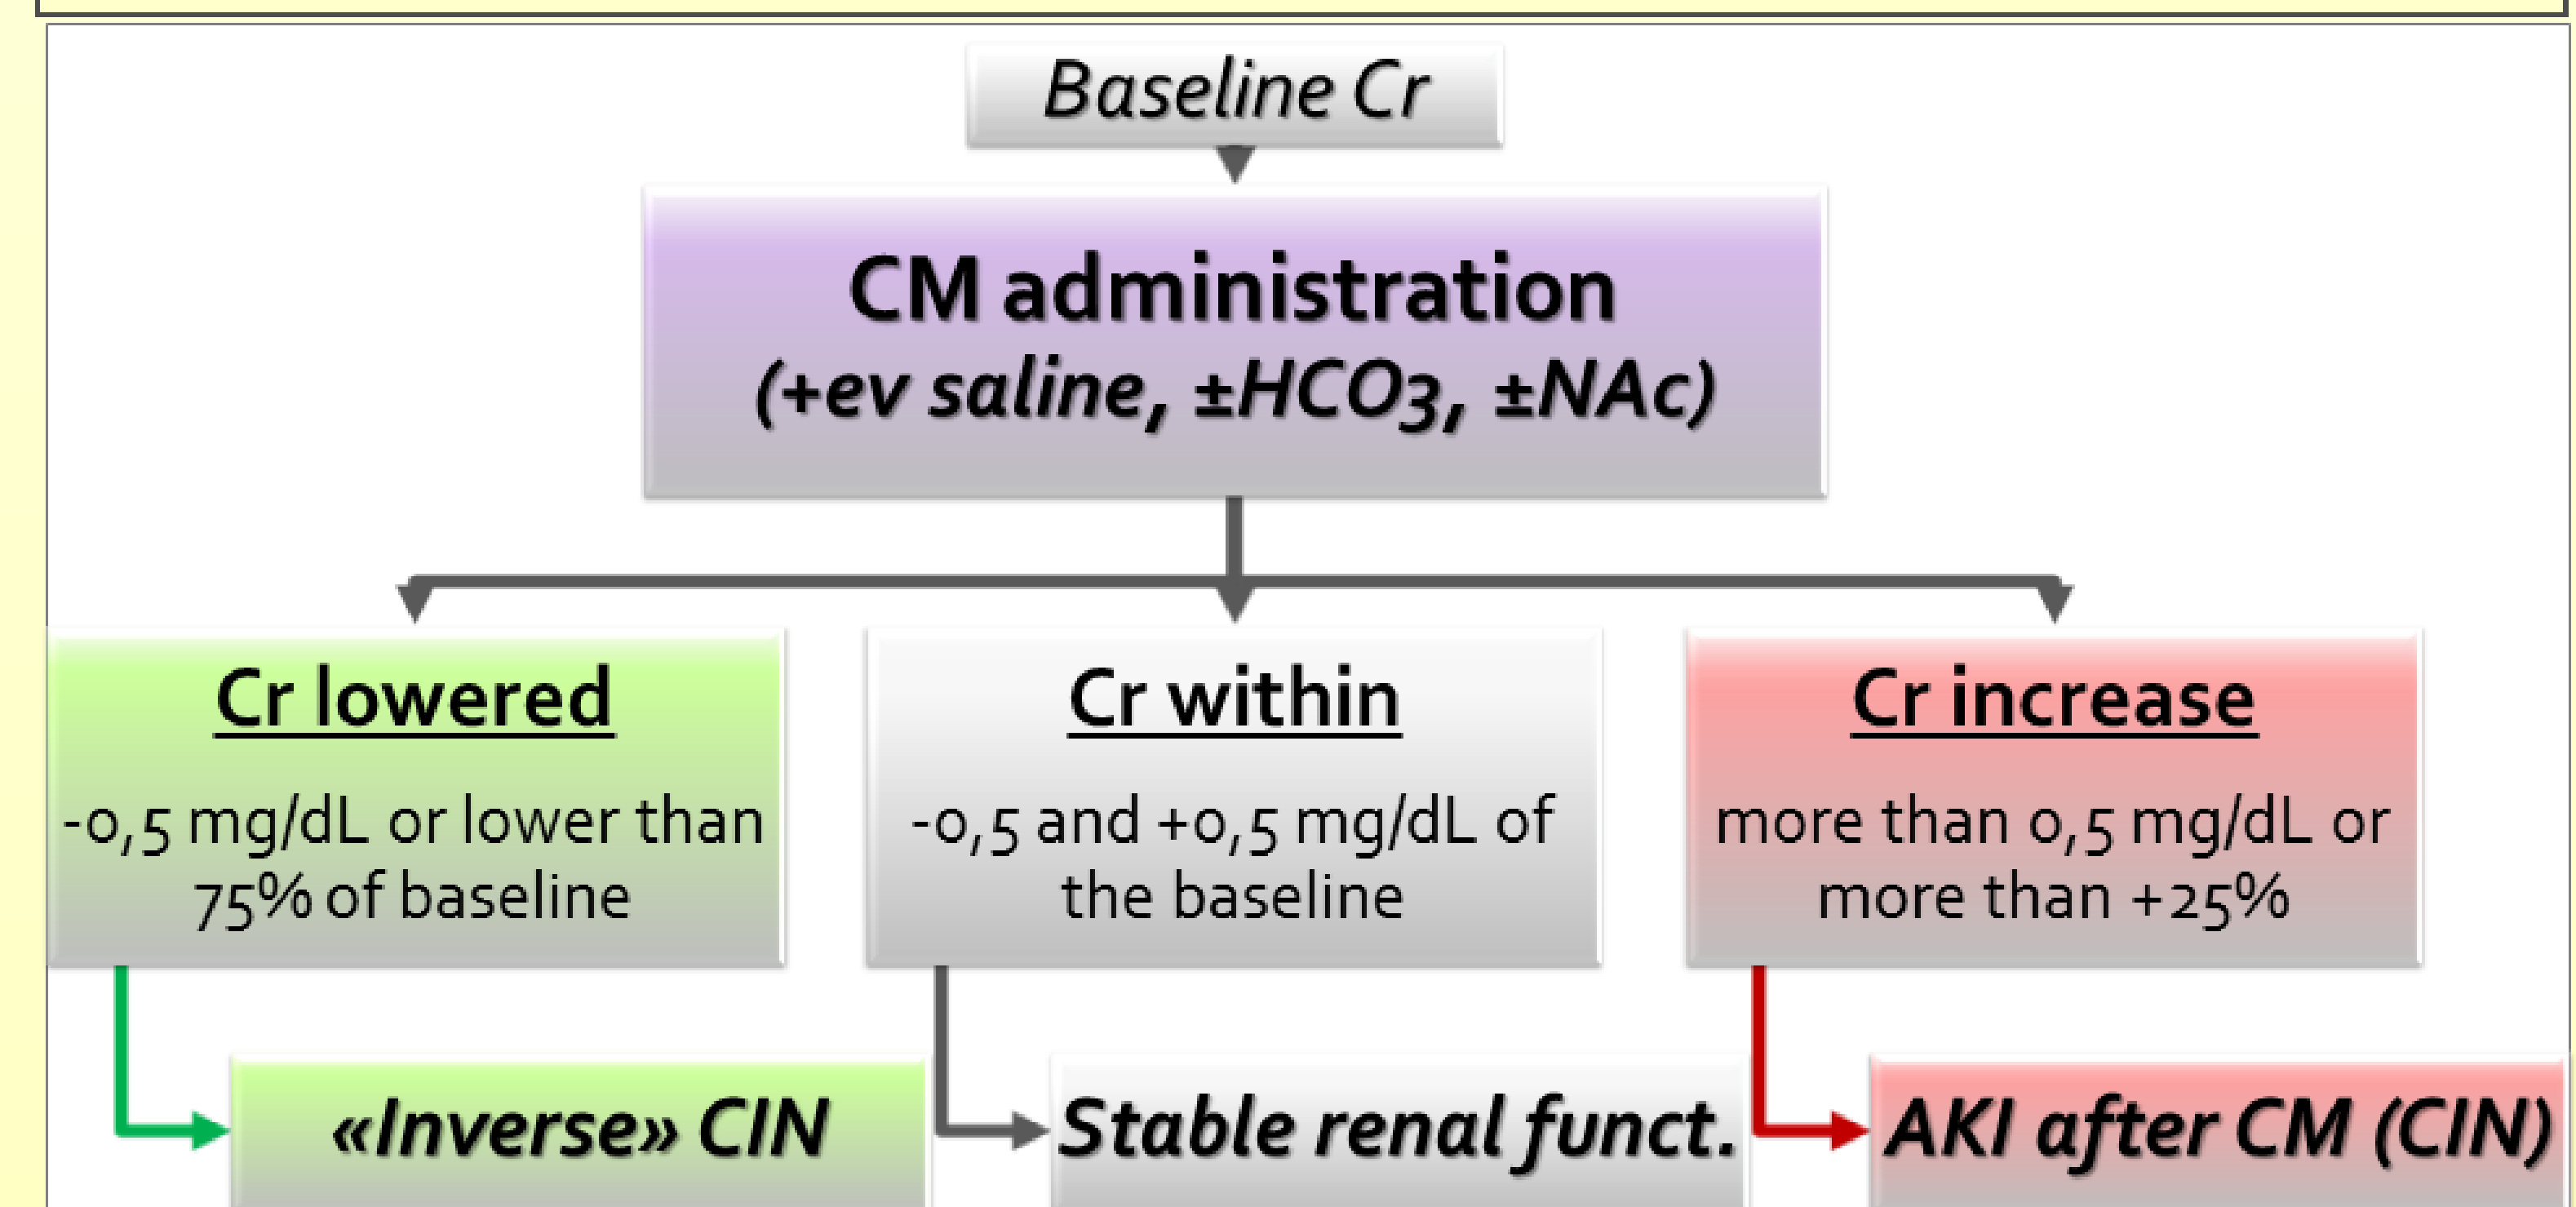 Baseline Cr
CM administration
(+ev saline, ±HCO3, ±NAc)
Cr lowered
-0,5 mg/dL or lower than
75% of baseline
Cr within
-0,5 and +0,5 mg/dL of
the baseline
Cr increase
more than 0,5 mg/dL or
more than +25%
«Inverse» CIN
Stable renal funct.
AKI after CM (CIN)